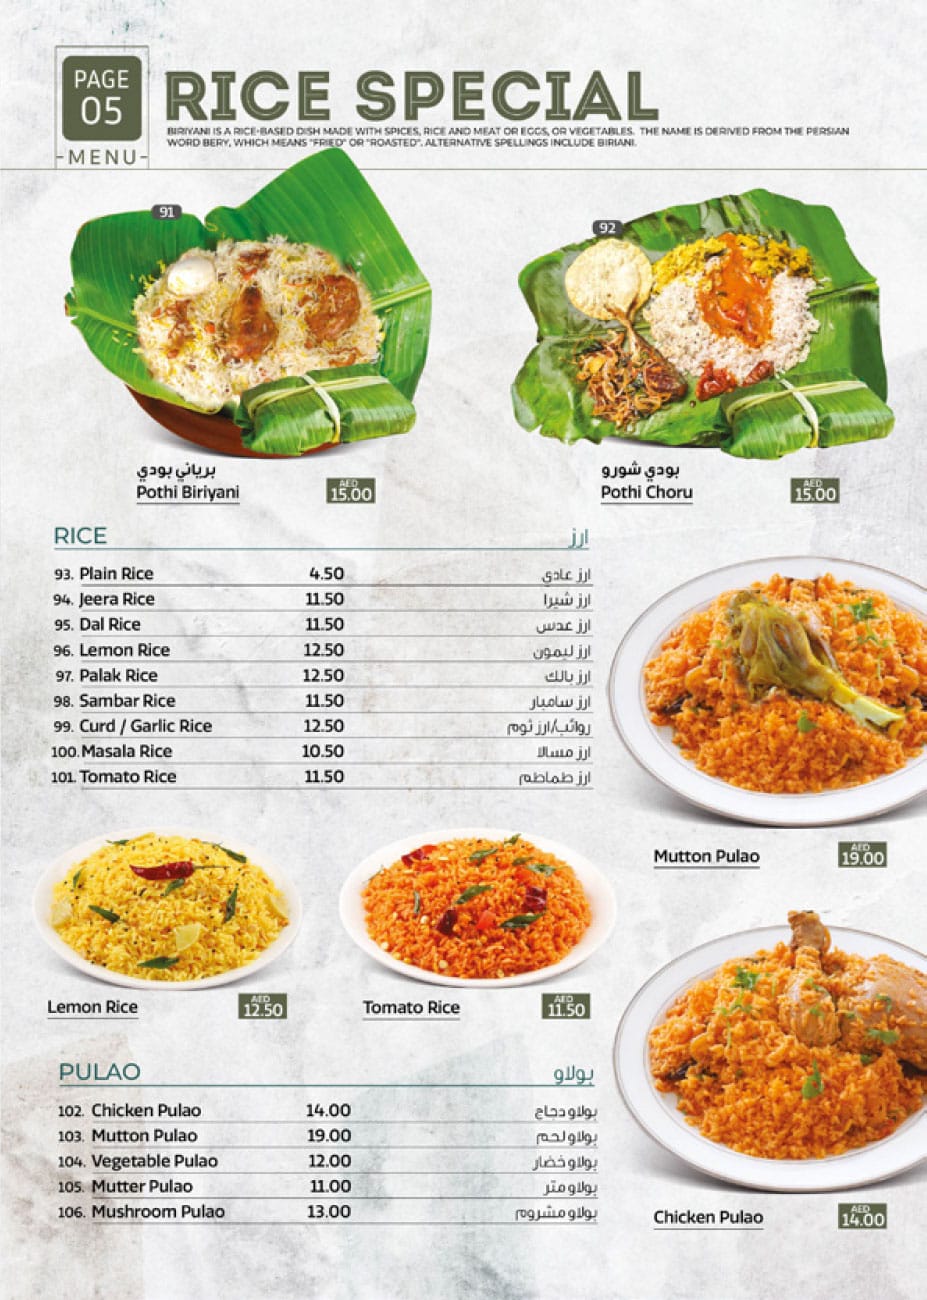 PAGE
05
-MENU-
RICE SPECIAL
BIRIYANI IS A RICE-BASED DISH MADE WITH SPICES, RICE AND MEAT OR EGGS, OR VEGETABLES. THE NAME IS DERIVED FROM THE PERSIAN
WORD BERY, WHICH MEANS "FRIED" OR "ROASTED". ALTERNATIVE SPELLINGS INCLUDE BIRIANI.
91
92
برياني بودي
Pothi Biriyani
AED
15.00
بودي شورو
Pothi Choru
AED
15.00
RICE ارز
93. Plain Rice 4.50 ارز عادي
94. Jeera Rice 11.50 ارز شيرا
95. Dal Rice 11.50 ارز عدس
96. Lemon Rice 12.50 ارز ليمون
97. Palak Rice 12.50 ارز بالك
98. Sambar Rice 11.50 ارز سامبار
99. Curd / Garlic Rice 12.50 روائب/ارز ثوم
100. Masala Rice 10.50 ارز مسالا
101. Tomato Rice 11.50 ارز طماطم
Mutton Pulao
AED
19.00
Lemon Rice
AED
12.50
Tomato Rice
AED
11.50
PULAO بولاو
102. Chicken Pulao 14.00 بولاو دجاج
103. Mutton Pulao 19.00 بولاو لحم
104. Vegetable Pulao 12.00 بولاو خضار
105. Mutter Pulao 11.00 بولاو متر
106. Mushroom Pulao 13.00 بولاو مشروم
Chicken Pulao
AED
14.00